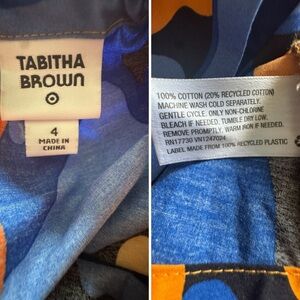 TABITHA
BROWN
4
MADE IN
CHINA
100% COTTON (20% RECYCLED COTTON)
MACHINE WASH COLD SEPARATELY.
GENTLE CYCLE. ONLY NON-CHLORINE
BLEACH IF NEEDED. TUMBLE DRY LOW.
REMOVE PROMPTLY. WARM IRON IF NEEDED.
RN17730 VN1247024
LABEL MADE FROM 100% RECYCLED PLASTIC